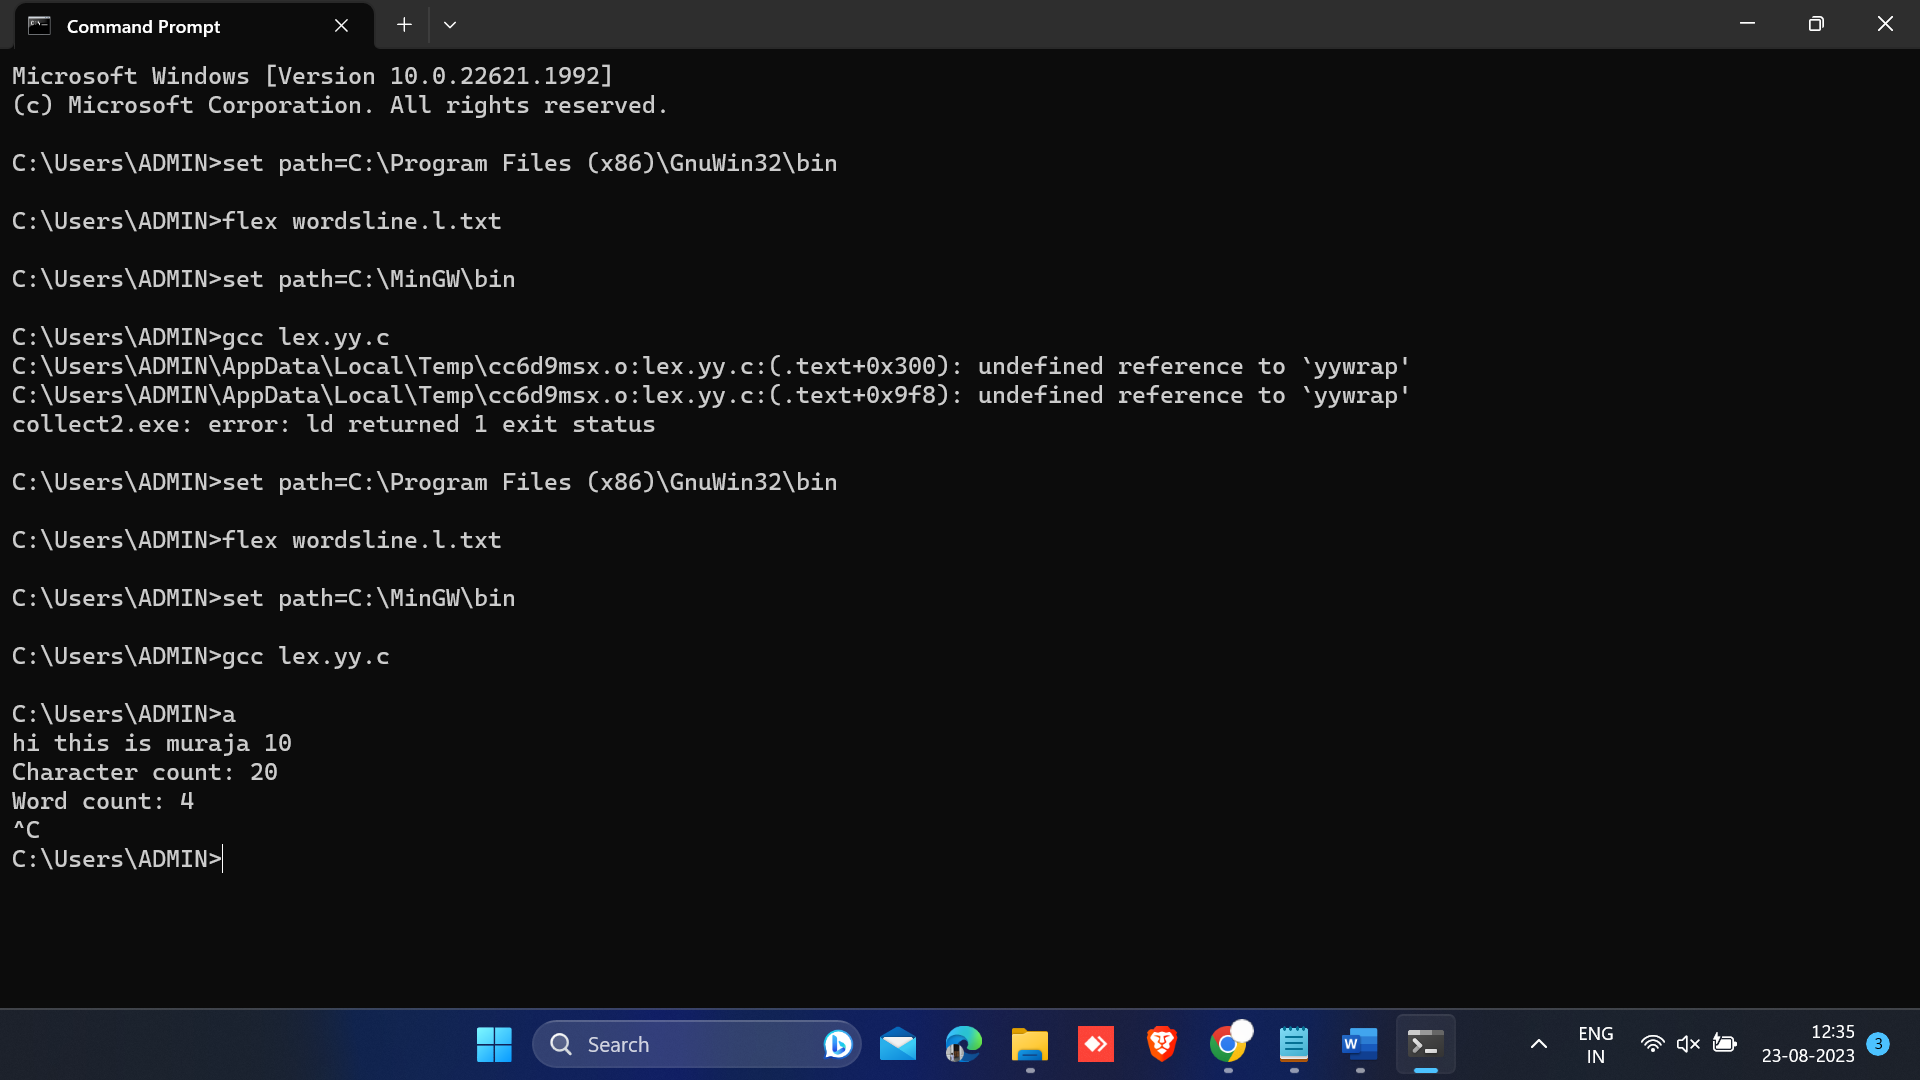 Command Prompt
Microsoft Windows [Version 10.0.22621.1992]
(c) Microsoft Corporation. All rights reserved.
C:\Users\ADMIN>set path=C:\Program Files (x86)\GnuWin32\bin
C:\Users\ADMIN>flex wordsline.l.txt
C:\Users\ADMIN>set path=C:\MinGW\bin
C:\Users\ADMIN>gcc lex.yy.c
C:\Users\ADMIN\AppData\Local\Temp\cc6d9msx.o:lex.yy.c:(.text+0x300): undefined reference to `yywrap'
C:\Users\ADMIN\AppData\Local\Temp\cc6d9msx.o:lex.yy.c:(.text+0x9f8): undefined reference to `yywrap'
collect2.exe: error: ld returned 1 exit status
C:\Users\ADMIN>set path=C:\Program Files (x86)\GnuWin32\bin
C:\Users\ADMIN>flex wordsline.l.txt
C:\Users\ADMIN>set path=C:\MinGW\bin
C:\Users\ADMIN>gcc lex.yy.c
C:\Users\ADMIN>a
hi this is muraja 10
Character count: 20
Word count: 4
^C
C:\Users\ADMIN>
Search
W
ENG
IN
12:35
23-08-2023
3